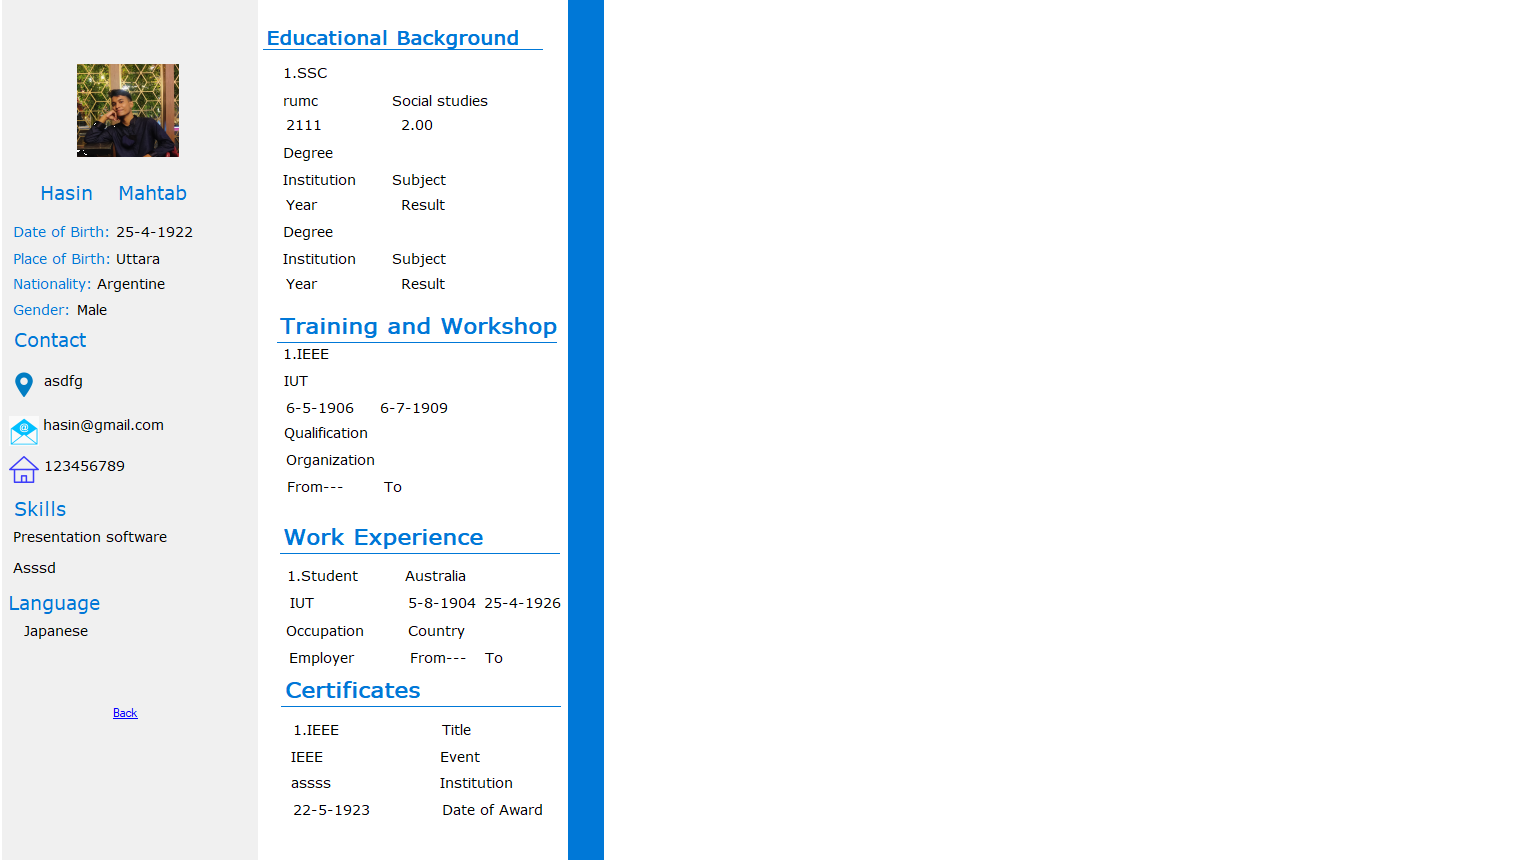 Hasin Mahtab
Date of Birth: 25-4-1922
Place of Birth: Uttara
Nationality: Argentine
Gender: Male
Contact
asdfg
@
hasin@gmail.com
123456789
Skills
Presentation software
Asssd
Language
Japanese
Back
Educational Background
1.SSC
rumc Social studies
2111 2.00
Degree
Institution Subject
Year Result
Degree
Institution Subject
Year Result
Training and Workshop
1.IEEE
IUT
6-5-1906 6-7-1909
Qualification
Organization
From--- To
Work Experience
1.Student Australia
IUT 5-8-1904 25-4-1926
Occupation Country
Employer From--- To
Certificates
1.IEEE Title
IEEE Event
assss Institution
22-5-1923 Date of Award